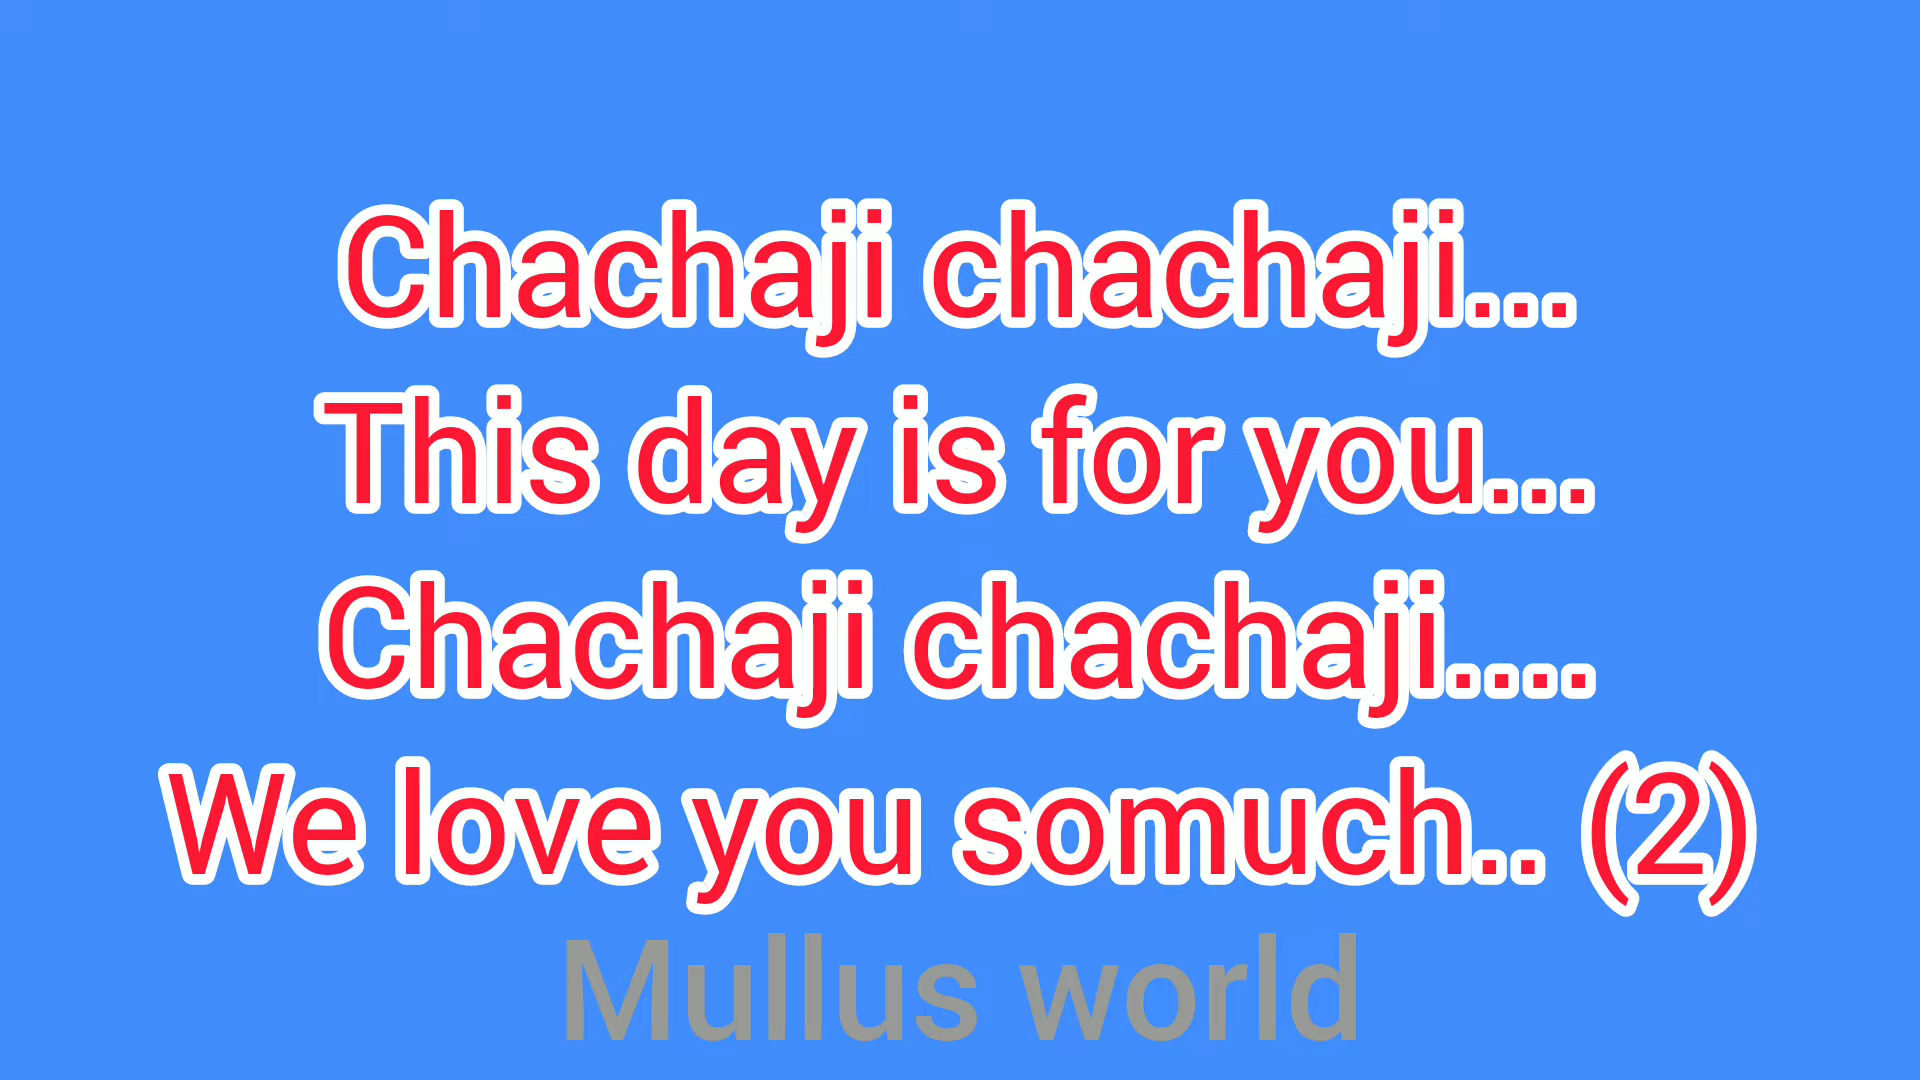 Chachaji chachaji...
This day is for you...
Chachaji chachaji....
We love you somuch.. (2)
Mullus world